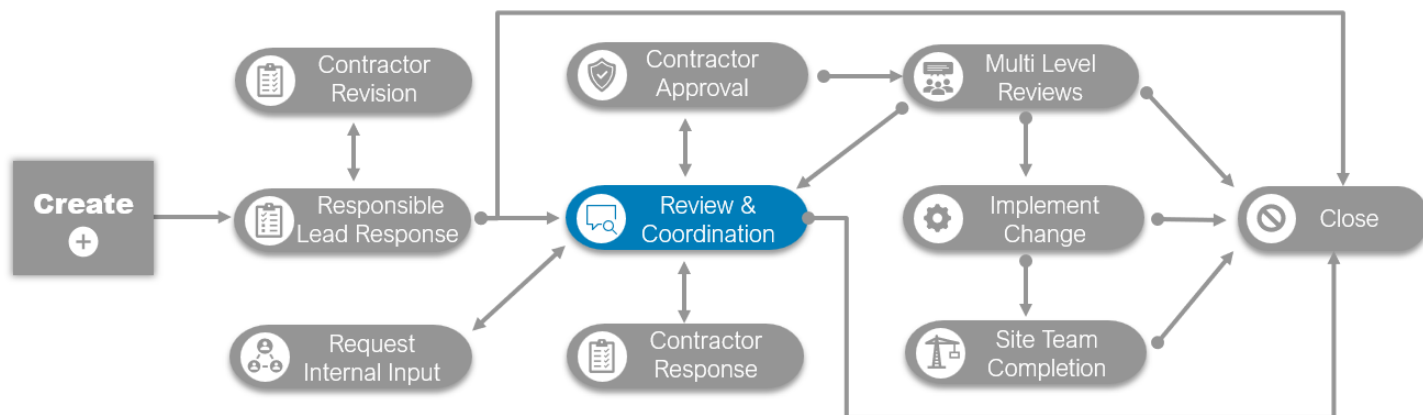 Contractor
Revision
Contractor
Approval
Multi Level
Reviews
Create
Responsible
Lead Response
Review &
Coordination
Implement
Change
Close
Request
Internal Input
Contractor
Response
Site Team
Completion